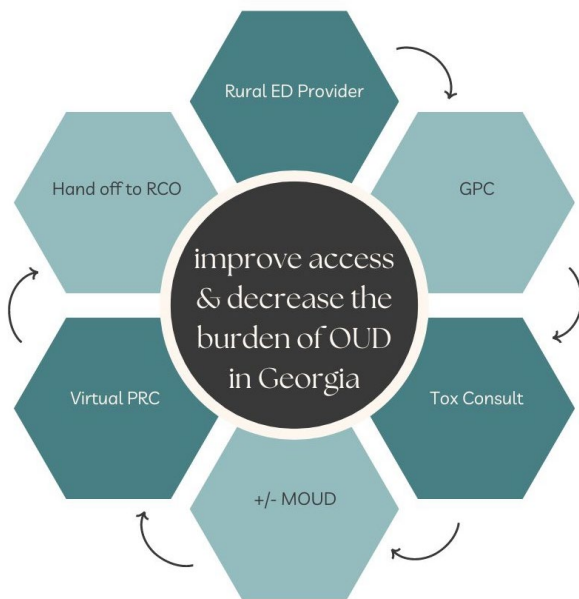 Rural ED Provider
GPC
Tox Consult
+/- MOUD
Virtual PRC
Hand off to RCO
improve access
& decrease the
burden of OUD
in Georgia